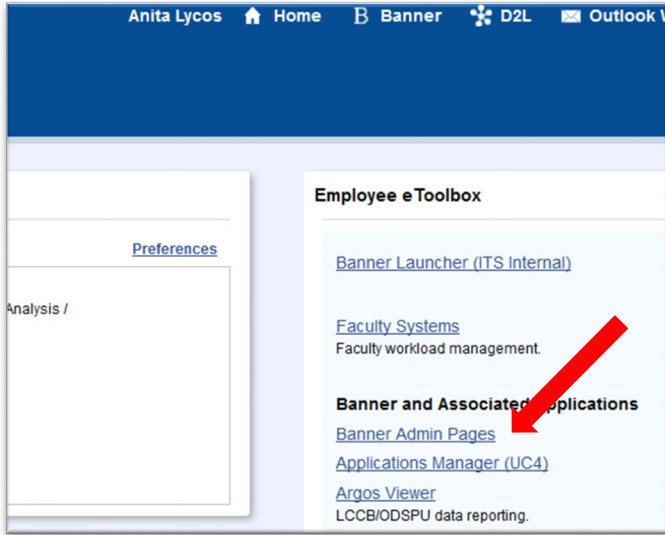 Anita Lycos Home B Banner D2L Outlook
Employee eToolbox
Preferences
Analysis /
Banner Launcher (ITS Internal)
Faculty Systems
Faculty workload management.
Banner and Associated pplications
Banner Admin Pages
Applications Manager (UC4)
Argos Viewer
LCCB/ODSPU data reporting.